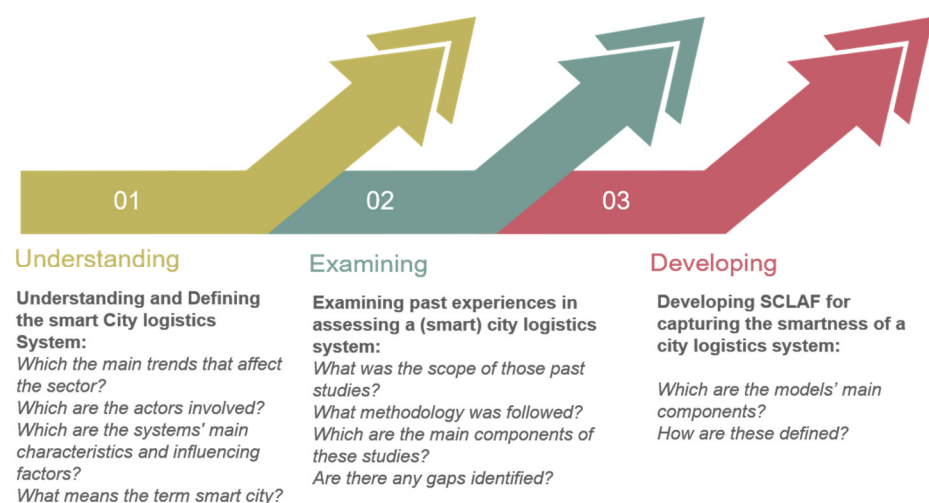 01
02
03
Understanding
Understanding and Defining
the smart City logistics
System:
Which the main trends that affect
the sector?
Which are the actors involved?
Which are the systems' main
characteristics and influencing
factors?
What means the term smart city?
Examining
Examining past experiences in
assessing a (smart) city logistics
system:
What was the scope of those past
studies?
What methodology was followed?
Which are the main components of
these studies?
Are there any gaps identified?
Developing
Developing SCLAF for
capturing the smartness of a
city logistics system:
Which are the models’ main
components?
How are these defined?